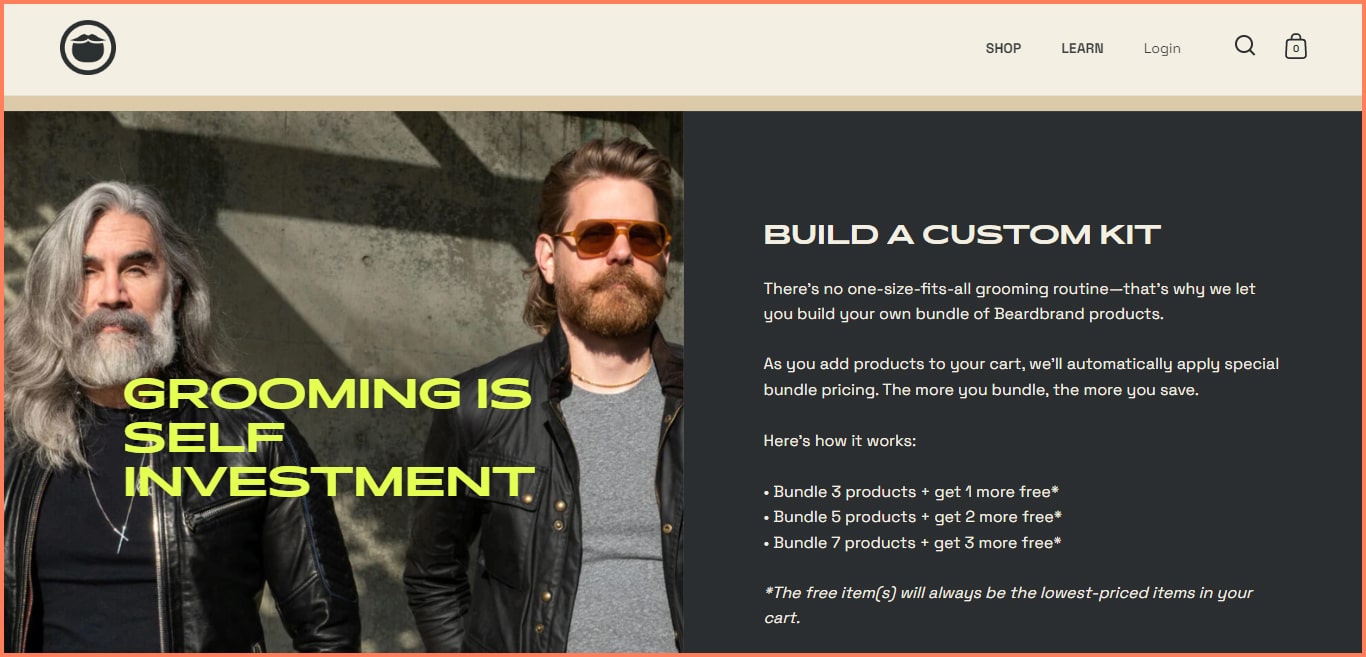 SHOP
LEARN
Login
0
GROOMING IS
SELF
INVESTMENT
BUILD A CUSTOM KIT
There's no one-size-fits-all grooming routine—that's why we let
you build your own bundle of Beardbrand products.
As you add products to your cart, we'll automatically apply special
bundle pricing. The more you bundle, the more you save.
Here's how it works:
• Bundle 3 products + get 1 more free*
• Bundle 5 products + get 2 more free*
• Bundle 7 products + get 3 more free*
*The free item(s) will always be the lowest-priced items in your
cart.